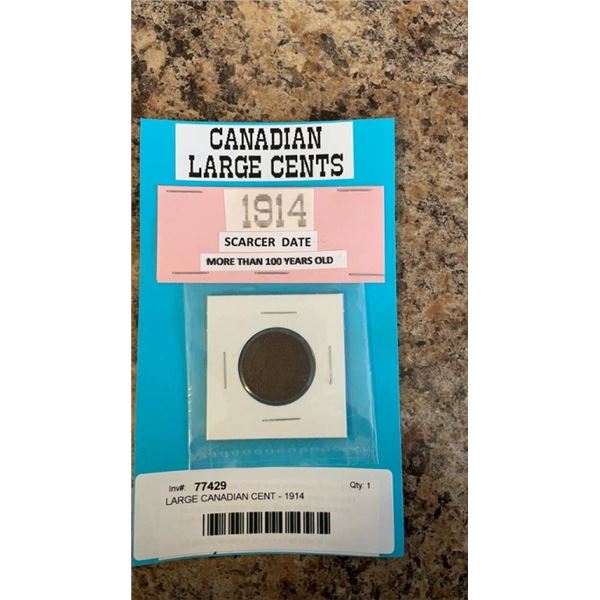 CANADIAN
LARGE CENTS
1914
SCARCER DATE
MORE THAN 100 YEARS OLD
Inv#: 77429 Qty: 1
LARGE CANADIAN CENT - 1914